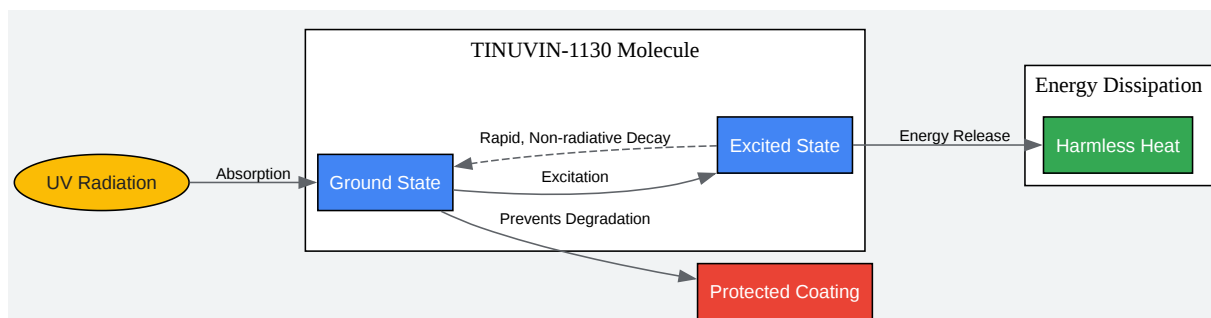 TINUVIN-1130 Molecule
Energy Dissipation
Rapid, Non-radiative Decay
Excited State
Energy Release
Harmless Heat
UV Radiation
Absorption
Ground State
Excitation
Prevents Degradation
Protected Coating